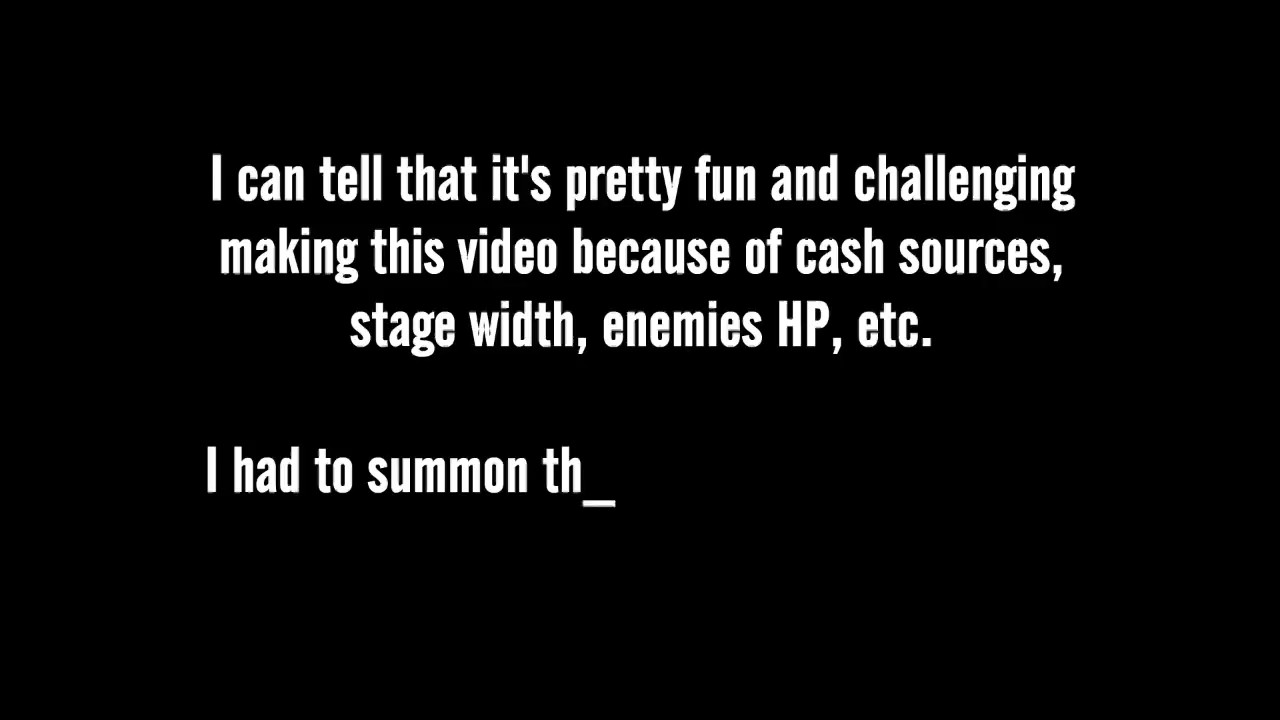 I can tell that it's pretty fun and challenging
making this video because of cash sources,
stage width, enemies HP, etc.
I had to summon th_